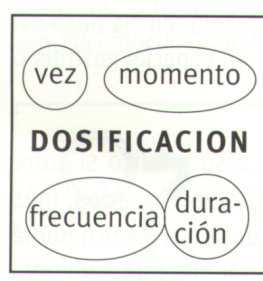 vez momento
DOSIFICACION
frecuencia dura-
ción